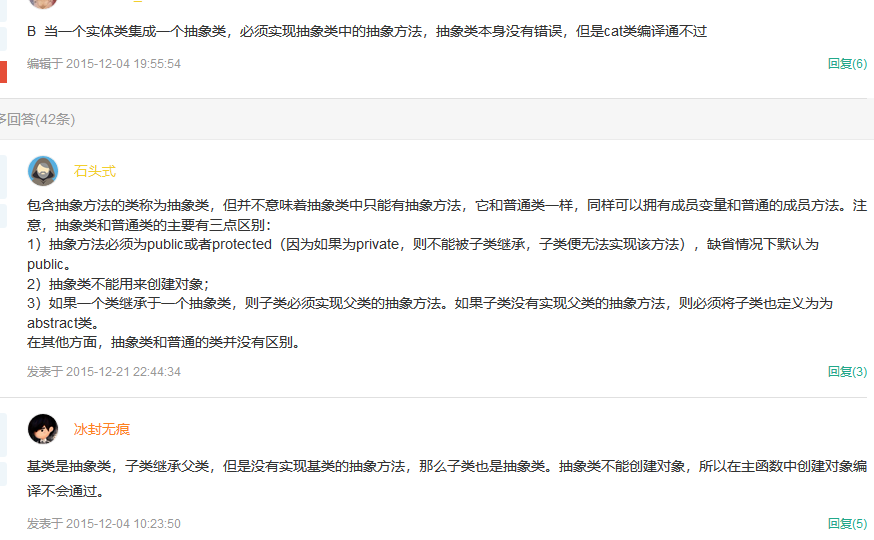 B 当一个实体类集成一个抽象类，必须实现抽象类中的抽象方法，抽象类本身没有错误，但是cat类编译通不过
编辑于 2015-12-04 19:55:54
回复(6)
多回答(42条)
石头式
包含抽象方法的类称为抽象类，但并不意味着抽象类中只能有抽象方法，它和普通类一样，同样可以拥有成员变量和普通的成员方法。注
意，抽象类和普通类的主要有三点区别：
1）抽象方法必须为public或者protected（因为如果为private，则不能被子类继承，子类便无法实现该方法），缺省情况下默认为
public。
2）抽象类不能用来创建对象；
3）如果一个类继承于一个抽象类，则子类必须实现父类的抽象方法。如果子类没有实现父类的抽象方法，则必须将子类也定义为为
abstract类。
在其他方面，抽象类和普通的类并没有区别。
发表于 2015-12-21 22:44:34
回复(3)
冰封无痕
基类是抽象类，子类继承父类，但是没有实现基类的抽象方法，那么子类也是抽象类。抽象类不能创建对象，所以在主函数中创建对象编
译不会通过。
发表于 2015-12-04 10:23:50
回复(5)